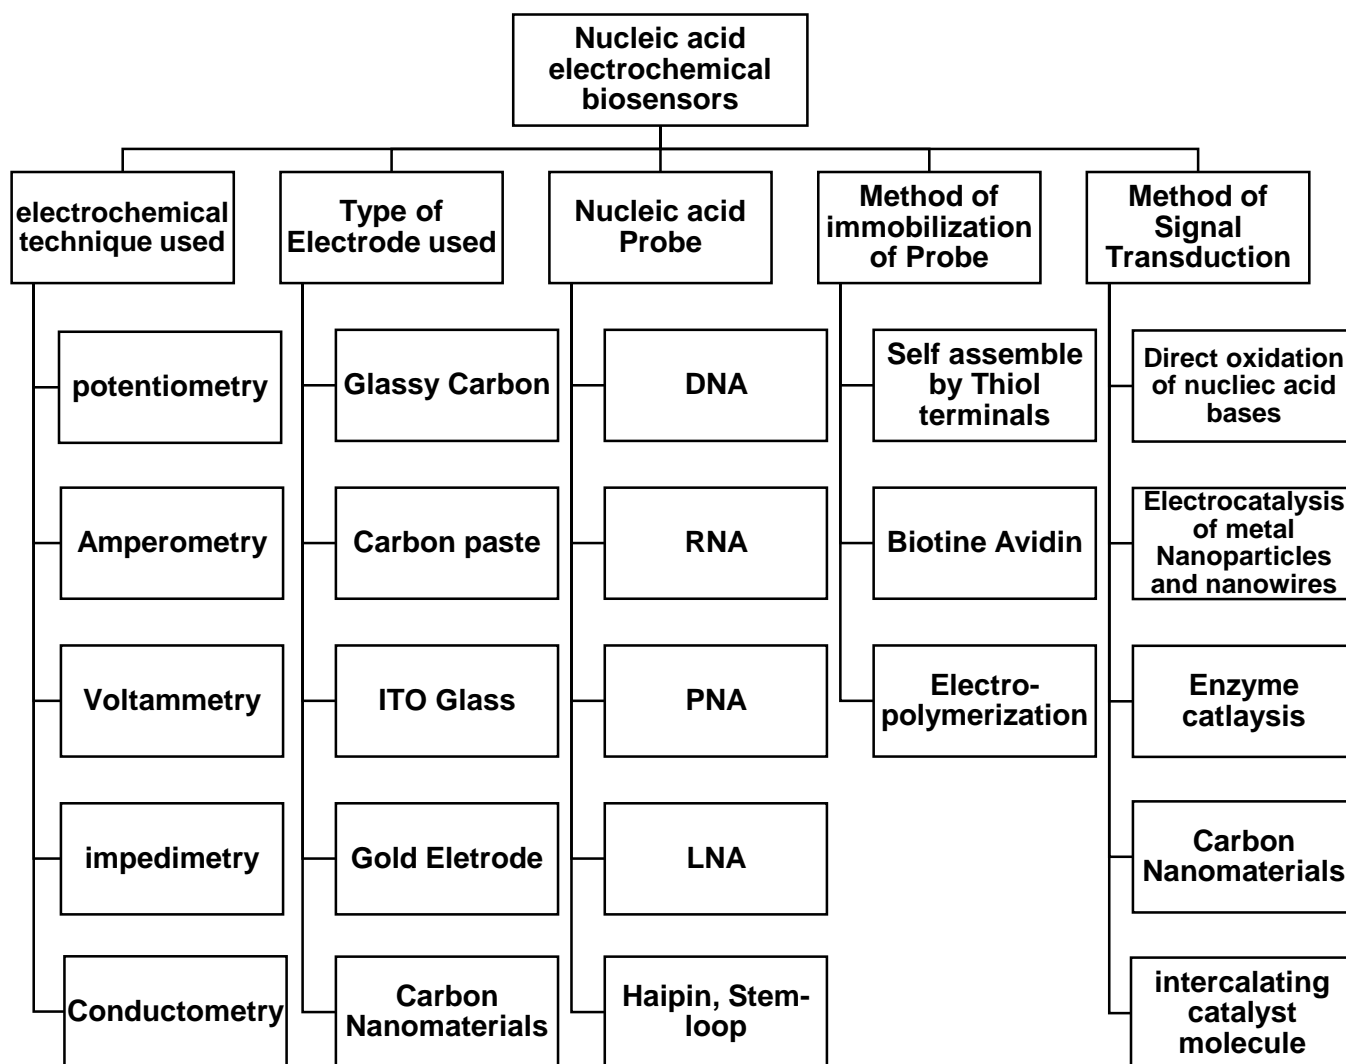 Nucleic acid
electrochemical
biosensors
electrochemical
technique used
Type of
Electrode used
Nucleic acid
Probe
Method of
immobilization
of Probe
Method of
Signal
Transduction
potentiometry
Amperometry
Voltammetry
impedimetry
Conductometry
Glassy Carbon
Carbon paste
ITO Glass
Gold Eletrode
Carbon
Nanomaterials
DNA
RNA
PNA
LNA
Haipin, Stem-
loop
Self assemble
by Thiol
terminals
Biotine Avidin
Electro-
polymerization
Direct oxidation
of nucliec acid
bases
Electrocatalysis
of metal
Nanoparticles
and nanowires
Enzyme
catlaysis
Carbon
Nanomaterials
intercalating
catalyst
molecule